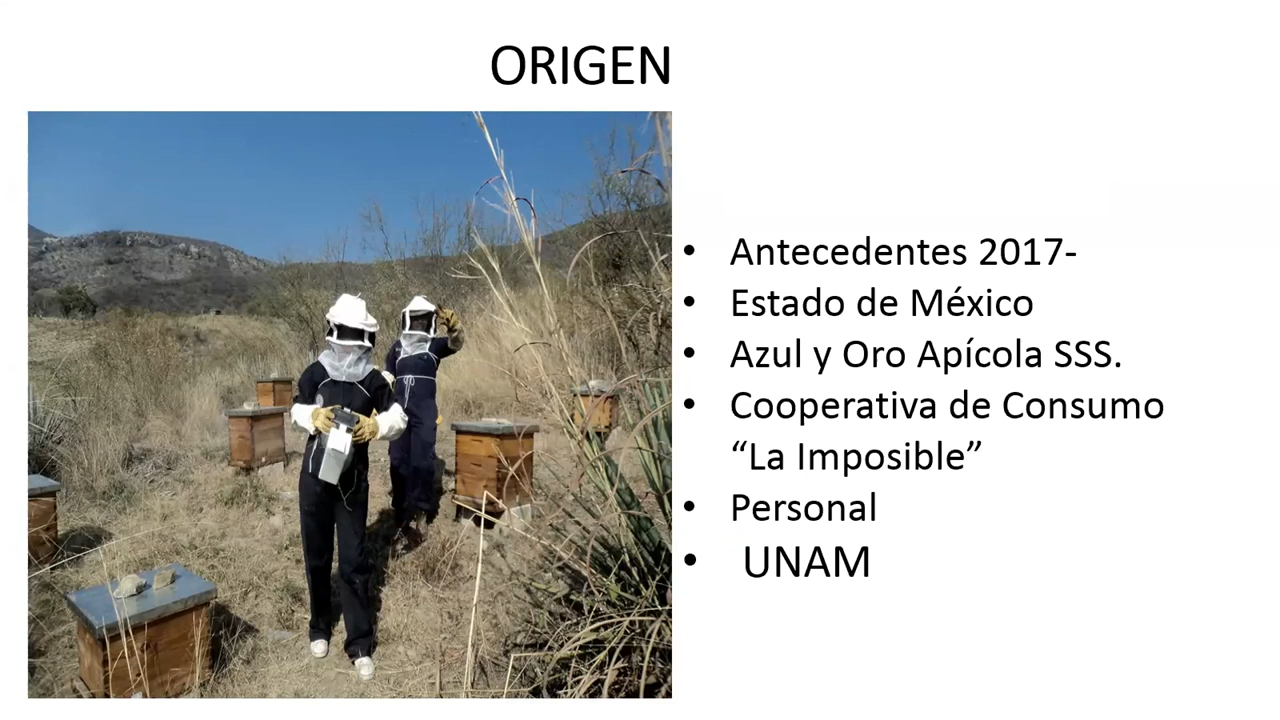 ORIGEN
• Antecedentes 2017-
• Estado de México
• Azul y Oro Apícola SSS.
• Cooperativa de Consumo
“La Imposible”
• Personal
• UNAM